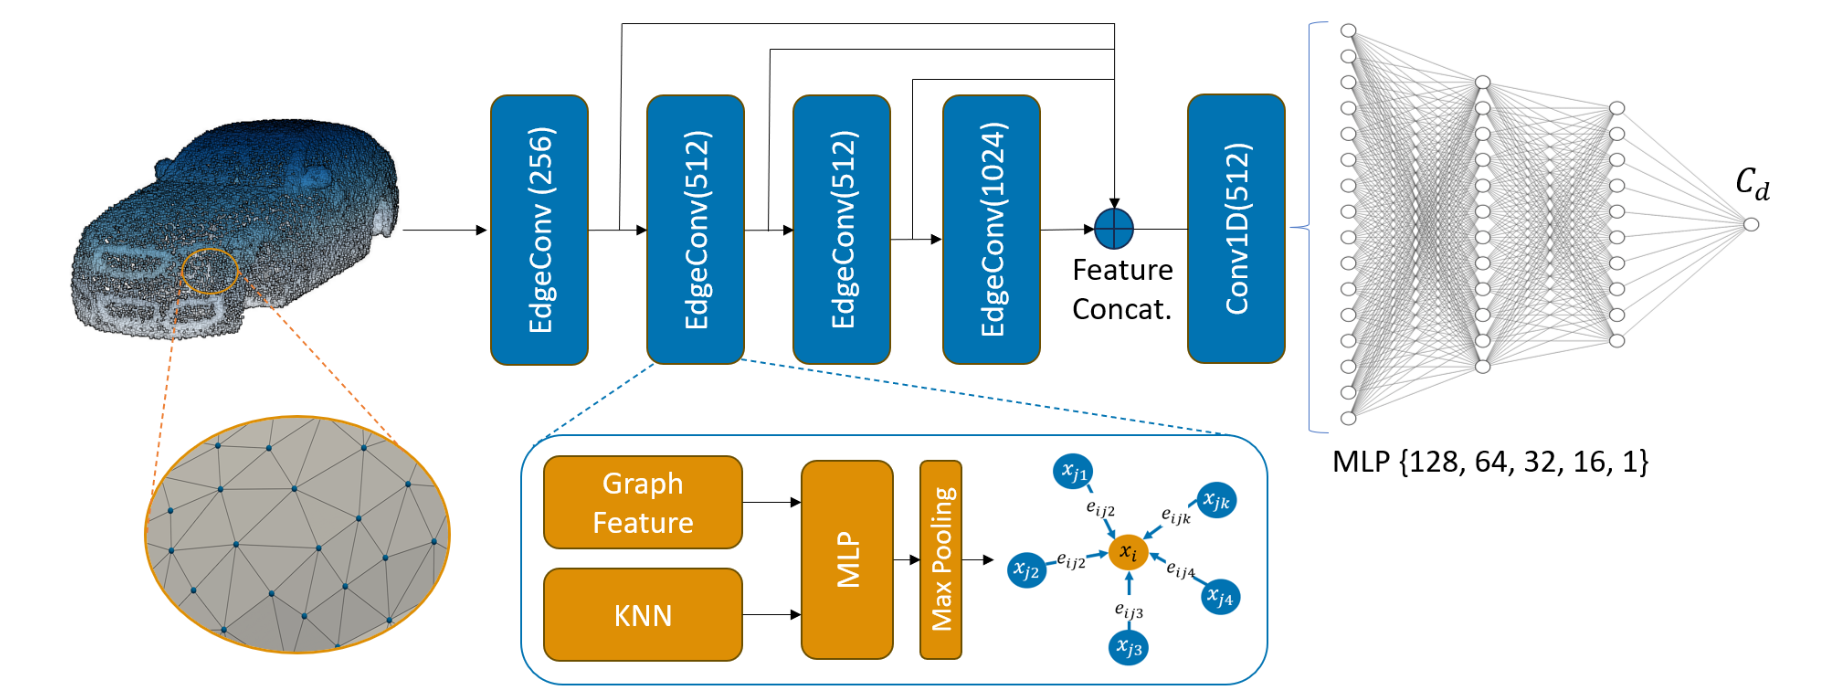 EdgeConv (256)
EdgeConv(512)
EdgeConv(512)
EdgeConv(1024)
Feature
Concat.
Conv1D(512)
C_d
MLP {128, 64, 32, 16, 1}
Graph
Feature
KNN
MLP
Max Pooling
x_{j1}
e_{ij2}
x_{jk}
e_{ijk}
x_i
x_{j2}
e_{ij2}
e_{ij4}
x_{j4}
e_{ij3}
x_{j3}